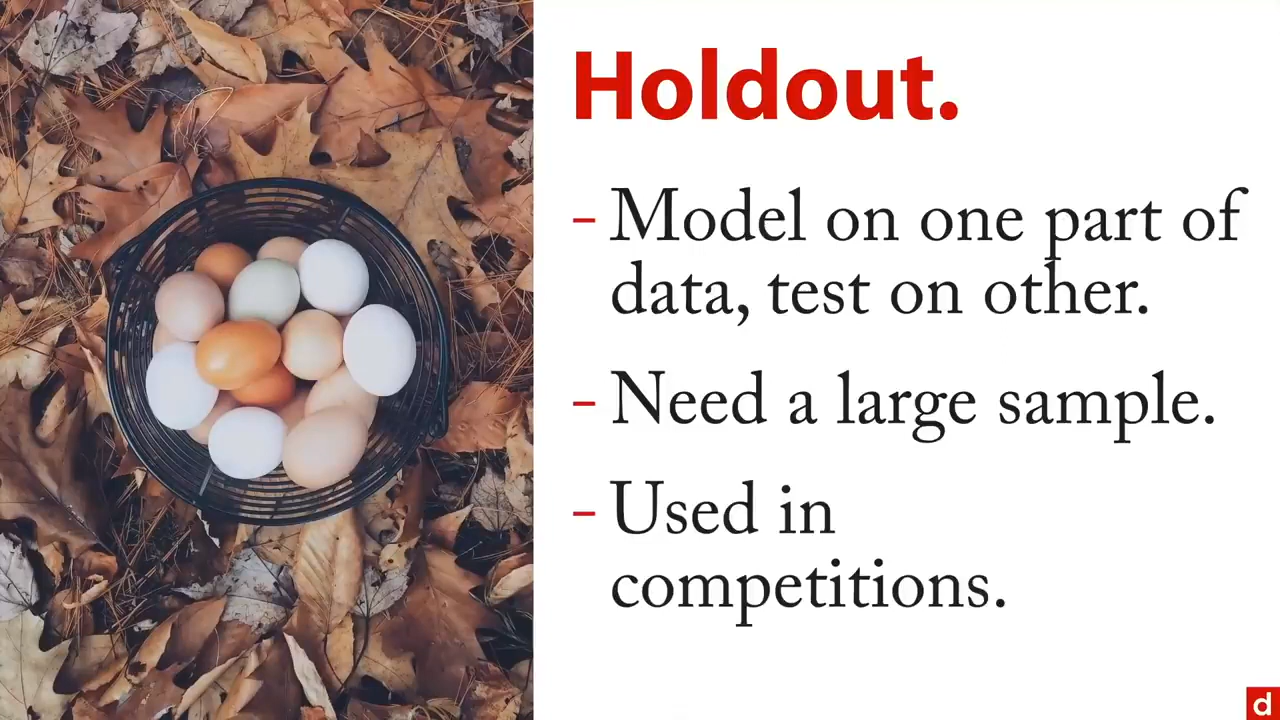 Holdout.
- Model on one part of
data, test on other.
- Need a large sample.
- Used in
competitions.
d